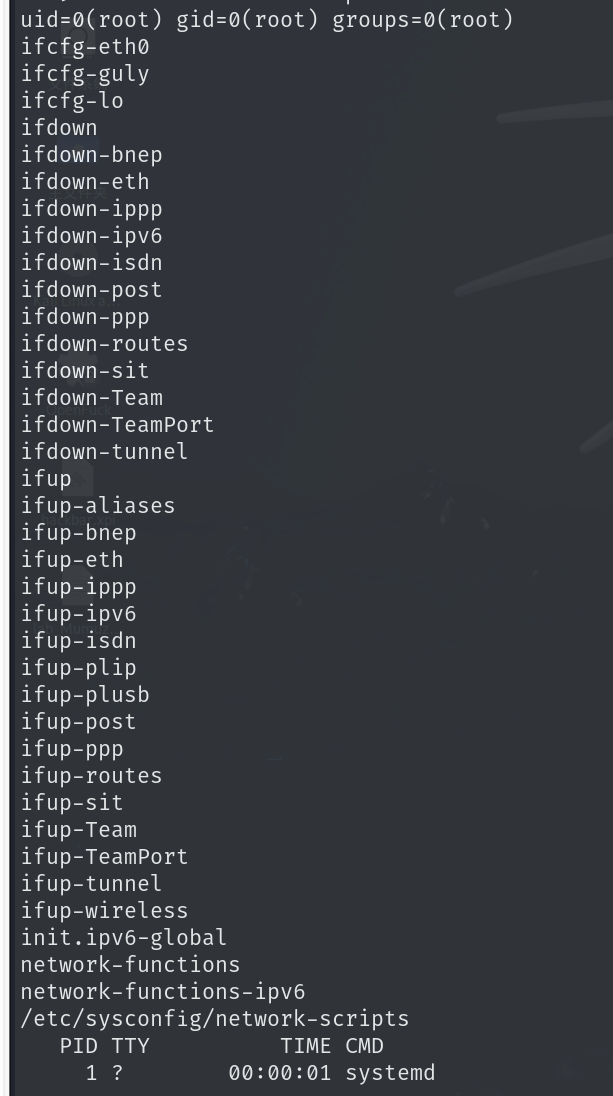 uid=0(root) gid=0(root) groups=0(root)
ifcfg-eth0
ifcfg-guly
ifcfg-lo
ifdown
ifdown-bnep
ifdown-eth
ifdown-ippp
ifdown-ipv6
ifdown-isdn
ifdown-post
ifdown-ppp
ifdown-routes
ifdown-sit
ifdown-Team
ifdown-TeamPort
ifdown-tunnel
ifup
ifup-aliases
ifup-bnep
ifup-eth
ifup-ippp
ifup-ipv6
ifup-isdn
ifup-plip
ifup-plusb
ifup-post
ifup-ppp
ifup-routes
ifup-sit
ifup-Team
ifup-TeamPort
ifup-tunnel
ifup-wireless
init.ipv6-global
network-functions
network-functions-ipv6
/etc/sysconfig/network-scripts
PID TTY TIME CMD
1 ? 00:00:01 systemd